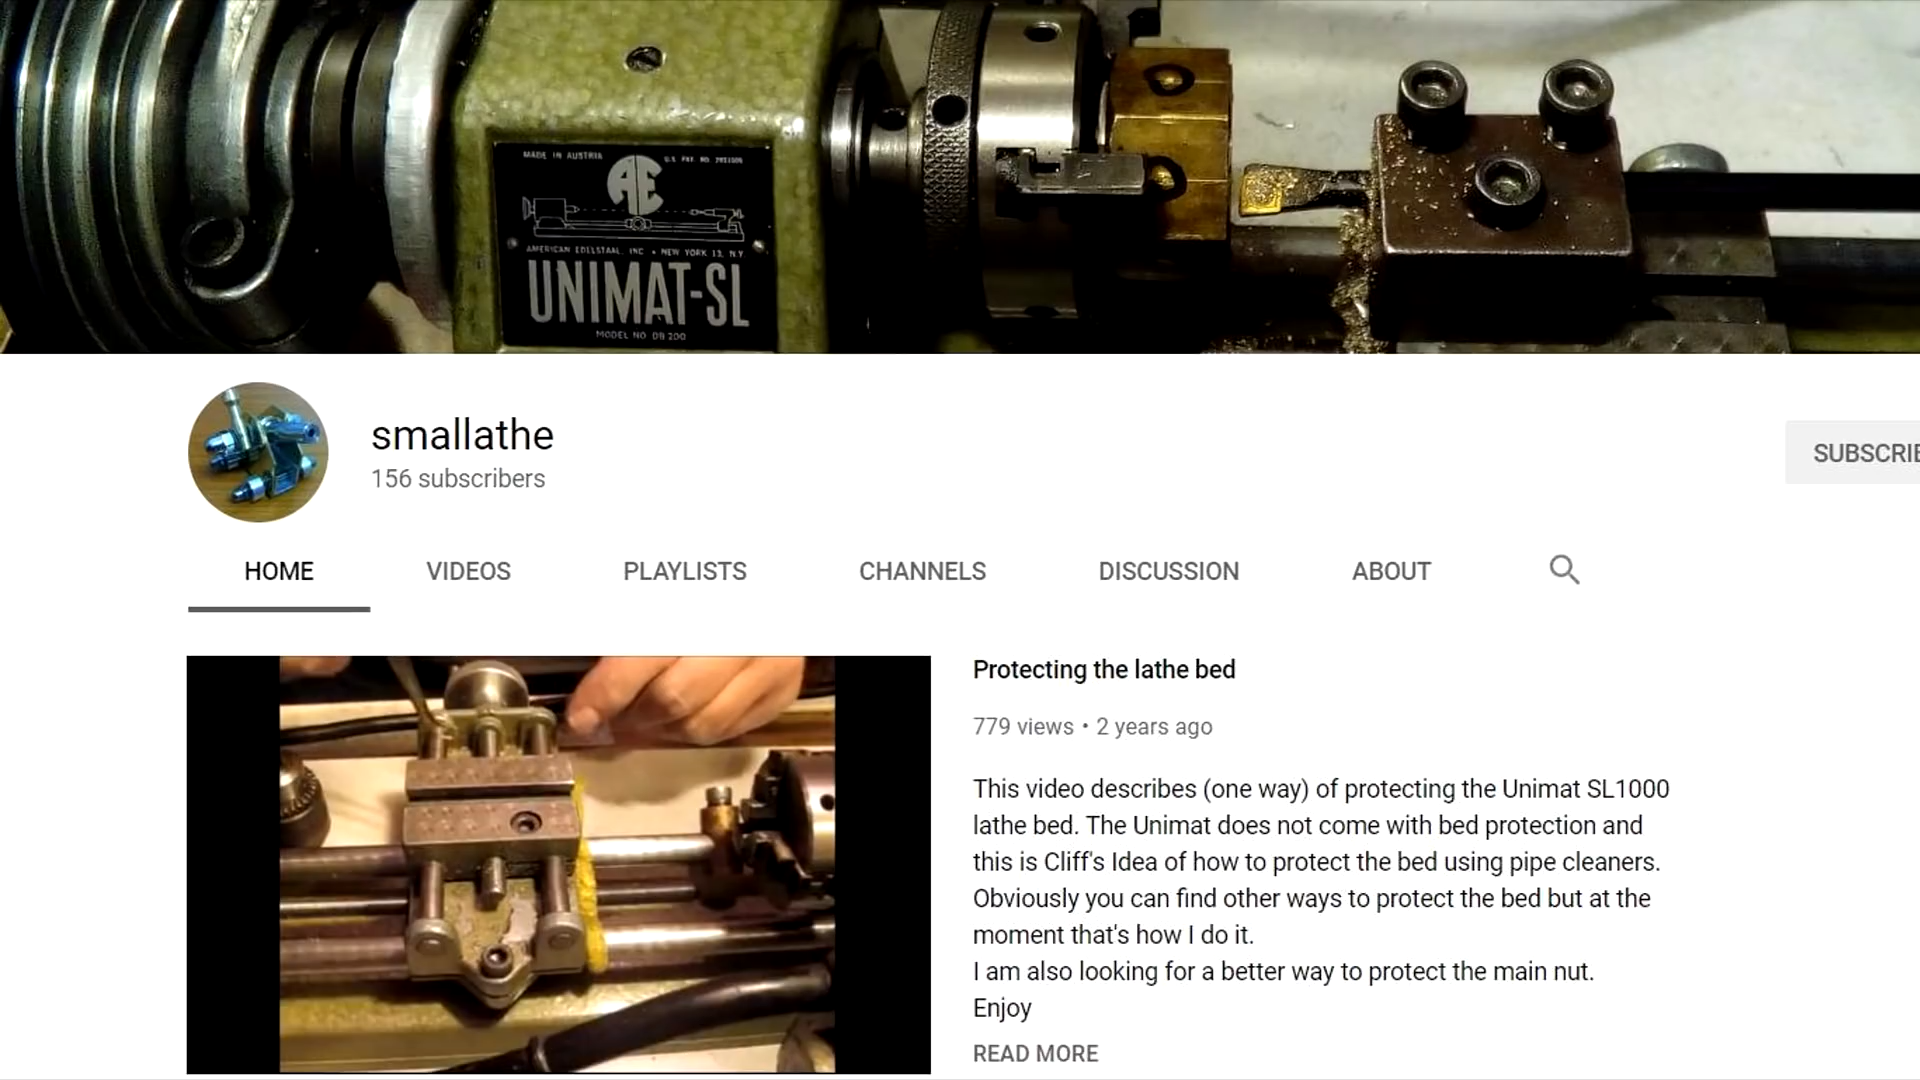 MADE IN AUSTRIA
U.S. PAT. NO.
AE
AMERICAN EDELSTAAL, INC • NEW YORK 13, N.Y.
UNIMAT-SL
MODEL NO DB 200
smallathe
156 subscribers
SUBSCRIB
HOME
VIDEOS
PLAYLISTS
CHANNELS
DISCUSSION
ABOUT
Protecting the lathe bed
779 views • 2 years ago
This video describes (one way) of protecting the Unimat SL1000
lathe bed. The Unimat does not come with bed protection and
this is Cliff's Idea of how to protect the bed using pipe cleaners.
Obviously you can find other ways to protect the bed but at the
moment that's how I do it.
I am also looking for a better way to protect the main nut.
Enjoy
READ MORE